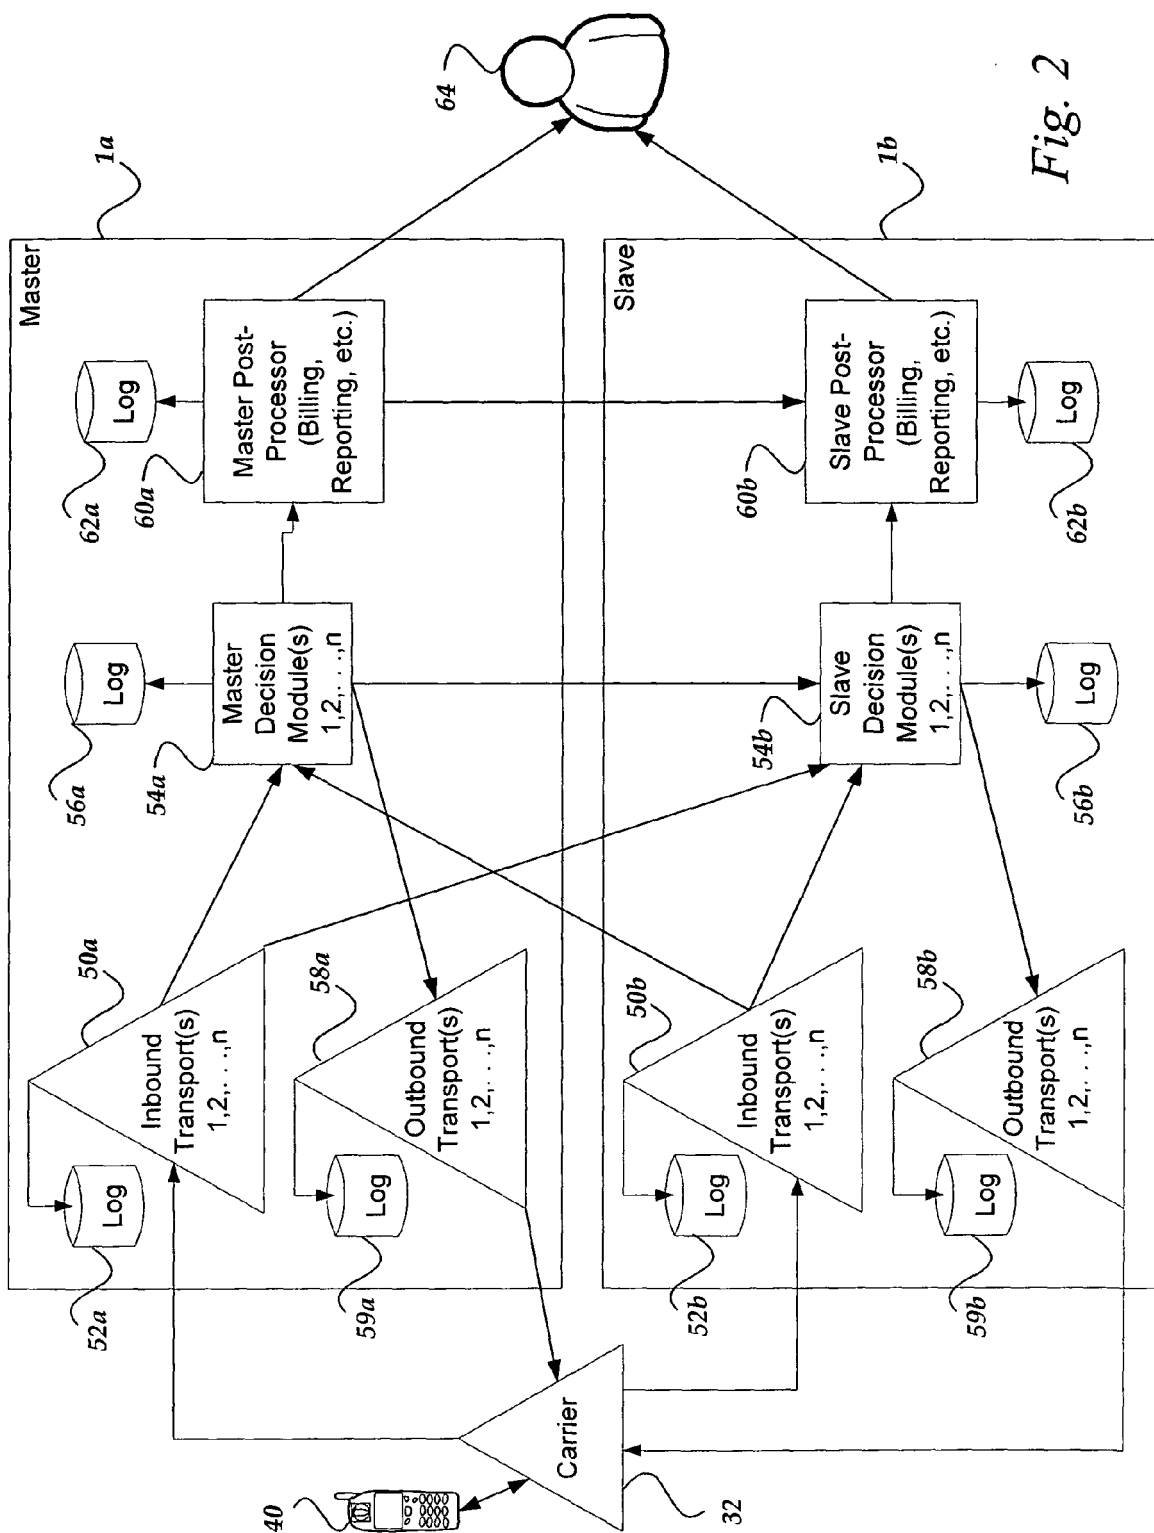 Master
1a
Log
62a
Master Post-
Processor
(Billing,
Reporting, etc.)
60a
Log
56a
Master
Decision
Module(s)
1,2,. . .,n
54a
50a
Inbound
Transport(s)
1,2,. . .,n
Log
52a
58a
Outbound
Transport(s)
1,2,. . .,n
Log
59a
64
Slave
1b
Slave Post-
Processor
(Billing,
Reporting, etc.)
60b
Log
62b
Slave
Decision
Module(s)
1,2,. . .,n
54b
Log
56b
50b
Inbound
Transport(s)
1,2,. . .,n
Log
52b
58b
Outbound
Transport(s)
1,2,. . .,n
Log
59b
Carrier
32
40
Fig. 2